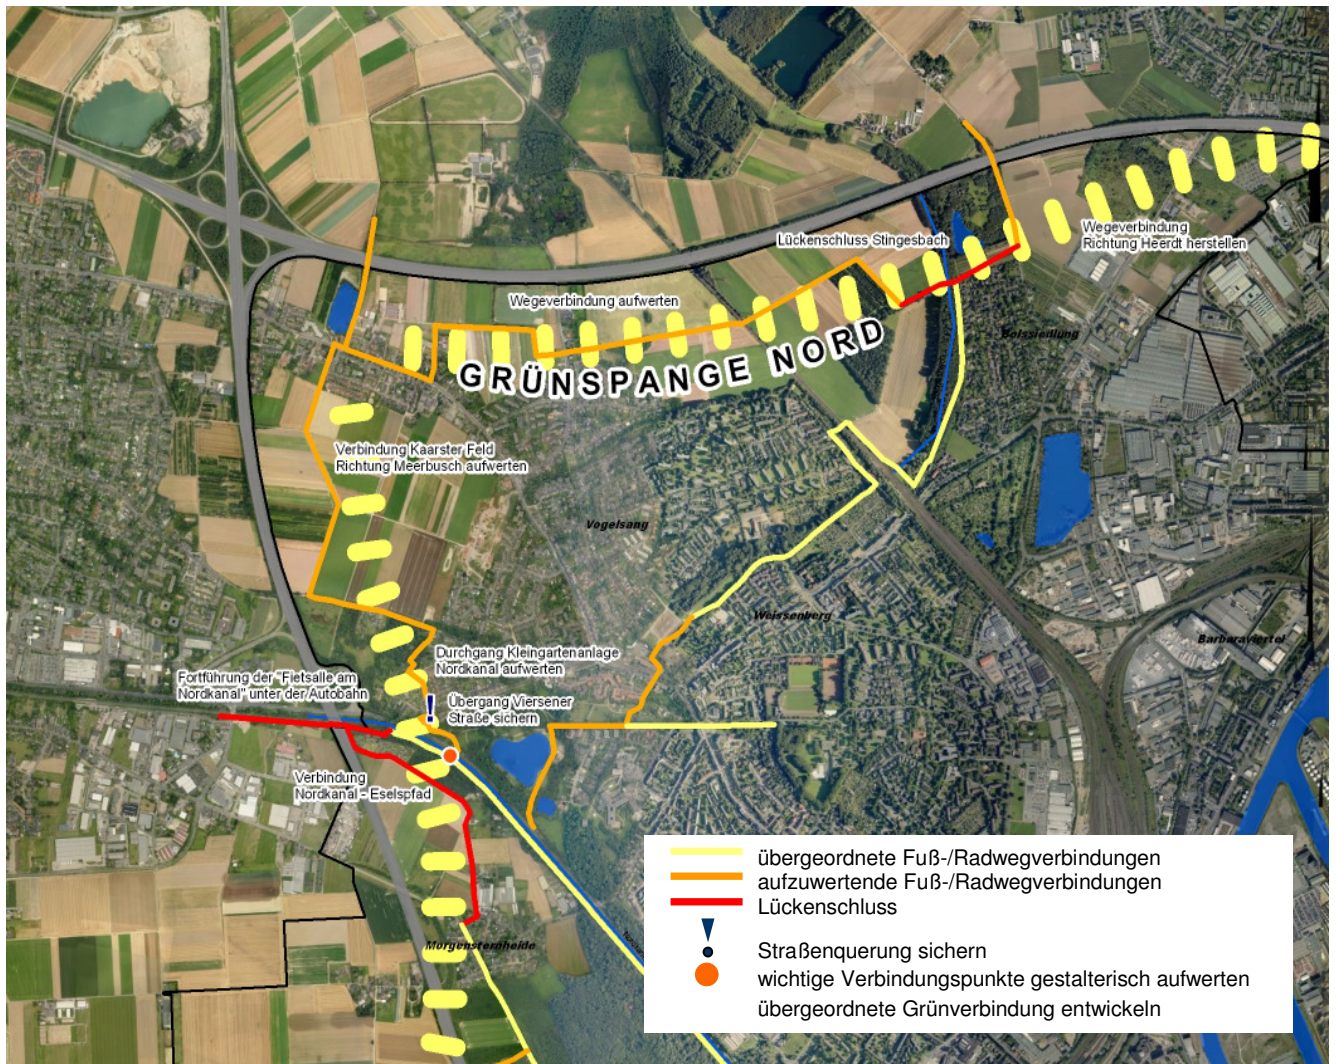 Lückenschluss Stingesbach
Wegeverbindung
Richtung Heerdt herstellen
Wegeverbindung aufwerten
GRÜNSPANGE NORD
Verbindung Kaarster Feld
Richtung Meerbusch aufwerten
Vogelsang
Weissenberg
Barbaraviertel
Durchgang Kleingartenanlage
Nordkanal aufwerten
Fortführung der "Fietsalle am
Nordkanal" unter der Autobahn
Übergang Viersener
Straße sichern
Verbindung
Nordkanal - Eselspfad
Morgensternheide
übergeordnete Fuß-/Radwegverbindungen
aufzuwertende Fuß-/Radwegverbindungen
Lückenschluss
Straßenquerung sichern
wichtige Verbindungspunkte gestalterisch aufwerten
übergeordnete Grünverbindung entwickeln